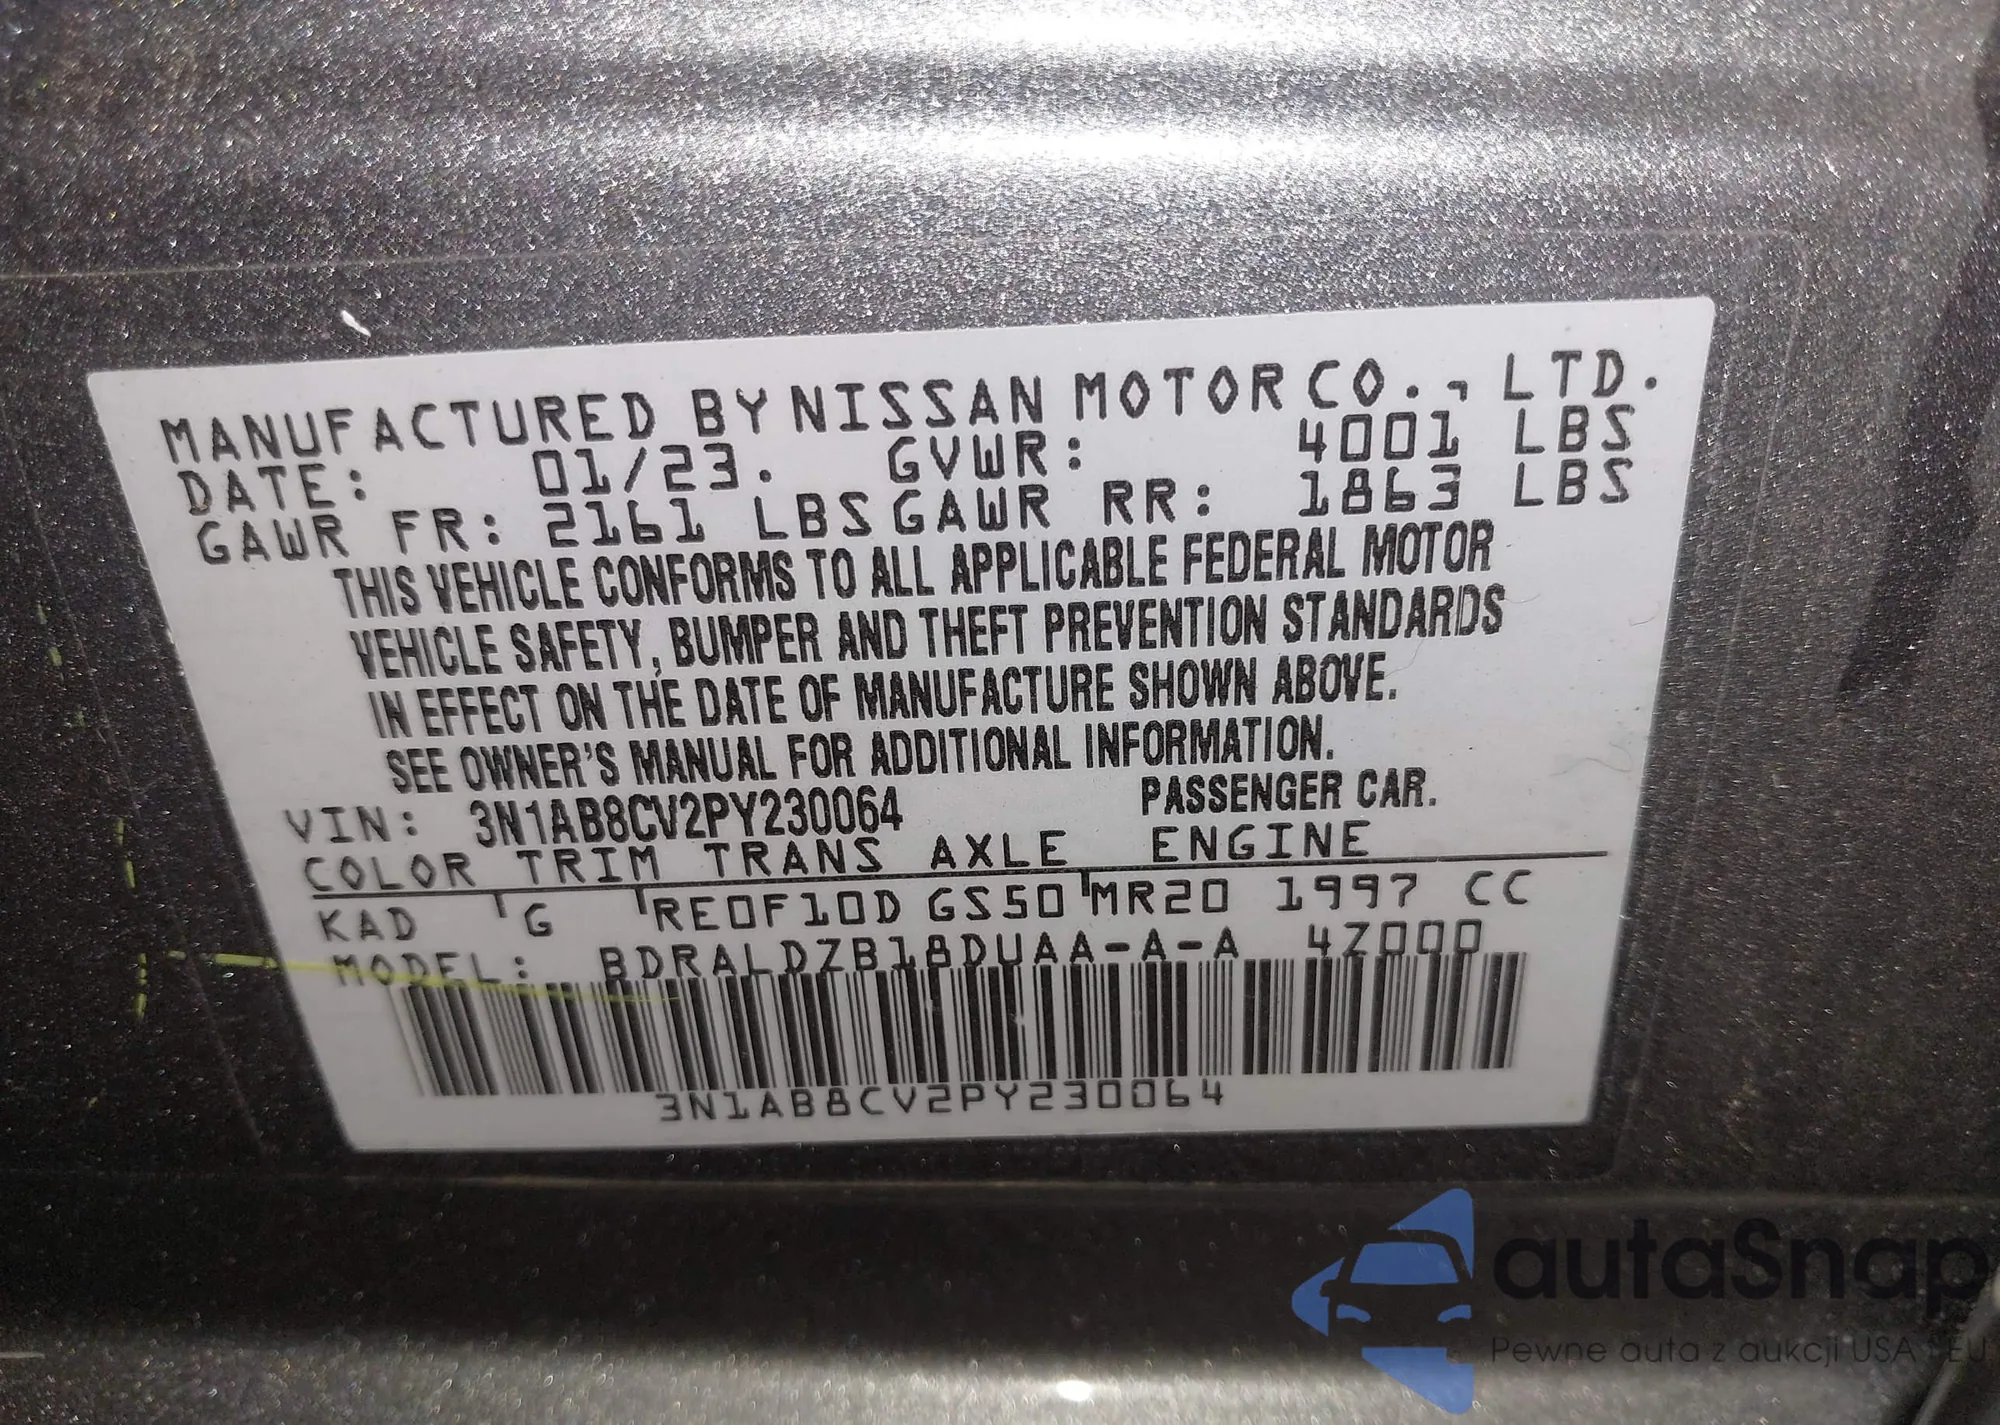 MANUFACTURED BY NISSAN MOTOR CO., LTD.
DATE: 01/23. GVWR: 4001 LBS
GAWR FR: 2161 LBS GAWR RR: 1863 LBS
THIS VEHICLE CONFORMS TO ALL APPLICABLE FEDERAL MOTOR
VEHICLE SAFETY, BUMPER AND THEFT PREVENTION STANDARDS
IN EFFECT ON THE DATE OF MANUFACTURE SHOWN ABOVE.
SEE OWNER'S MANUAL FOR ADDITIONAL INFORMATION.
VIN: 3N1AB8CV2PY230064 PASSENGER CAR.
COLOR TRIM TRANS AXLE ENGINE
KAD G RE0F10D GS50 MR20 1997 CC
MODEL: BDRALDZB18DUAA-A-A 4Z000
3N1AB8CV2PY230064
autaSnap
Pewne auta z aukcji USA i EU